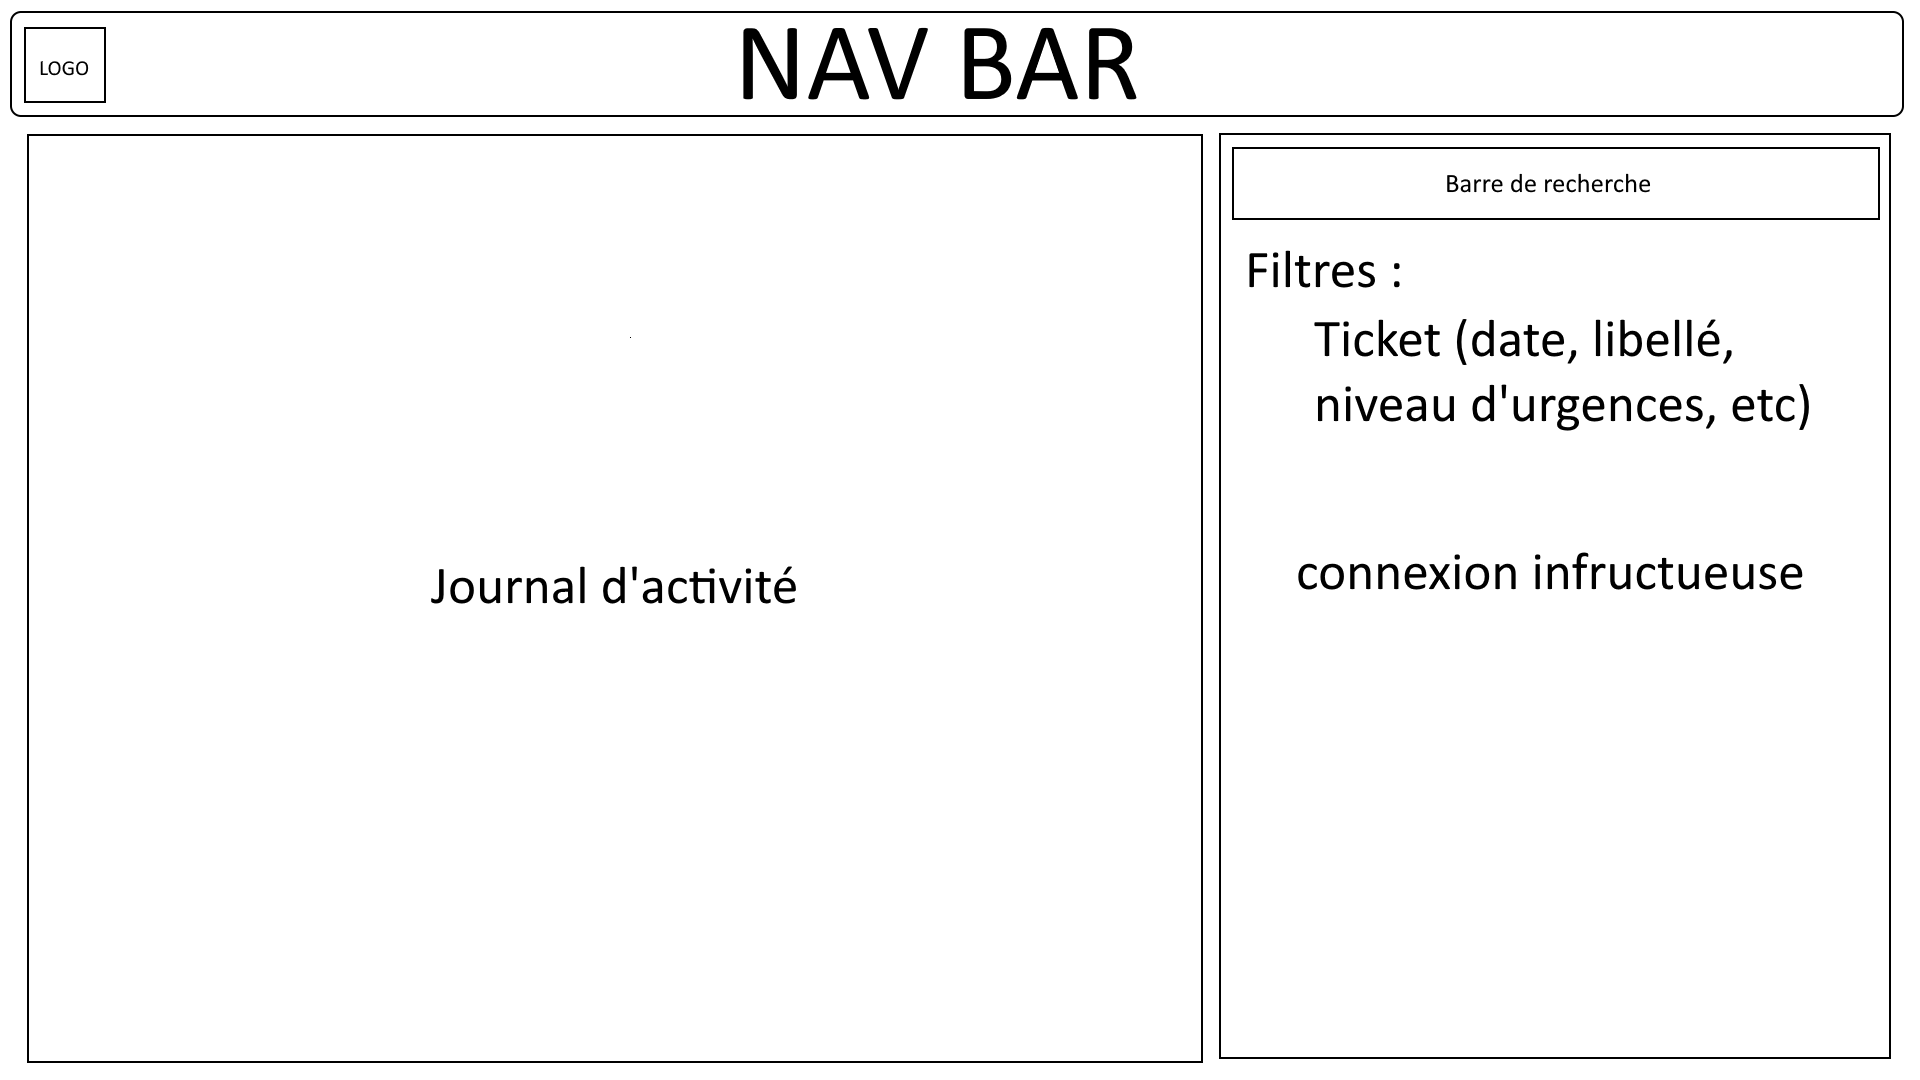 LOGO
NAV BAR
Journal d'activité
Barre de recherche
Filtres :
Ticket (date, libellé,
niveau d'urgences, etc)
connexion infructueuse